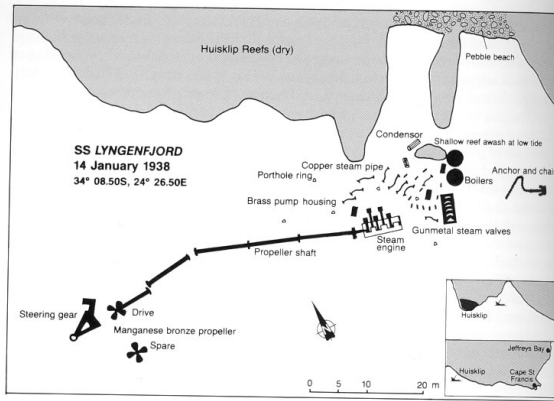 Huisklip Reefs (dry)
Pebble beach
SS LYNGENFJORD
14 January 1938
34° 08.50S, 24° 26.50E
Condensor
Shallow reef awash at low tide
Copper steam pipe
Porthole ring
Boilers
Anchor and chai
Brass pump housing
Gunmetal steam valves
Steam
engine
Propeller shaft
Steering gear
Drive
Manganese bronze propeller
Spare
0 5 10 20 m
Huisklip
Jeffreys Bay
Huisklip
Cape St
Francis